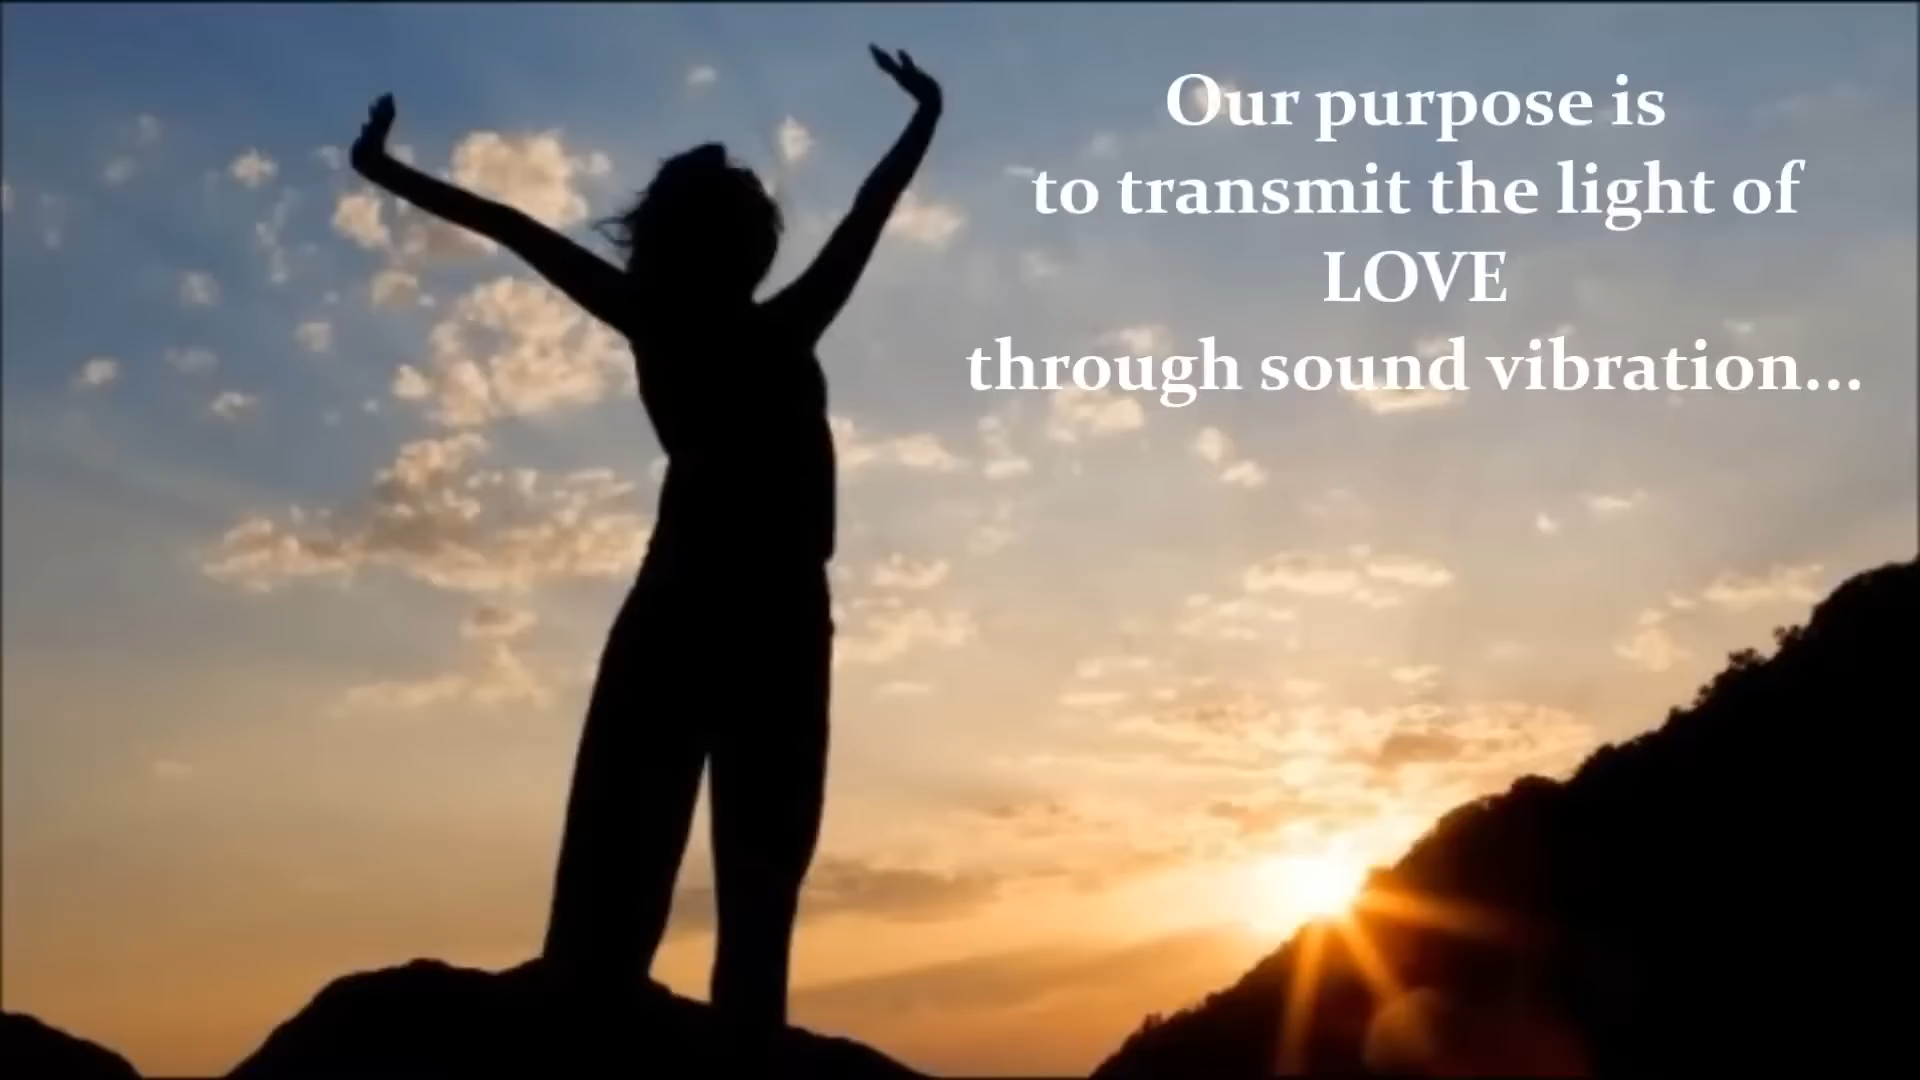 Our purpose is
to transmit the light of
LOVE
through sound vibration...